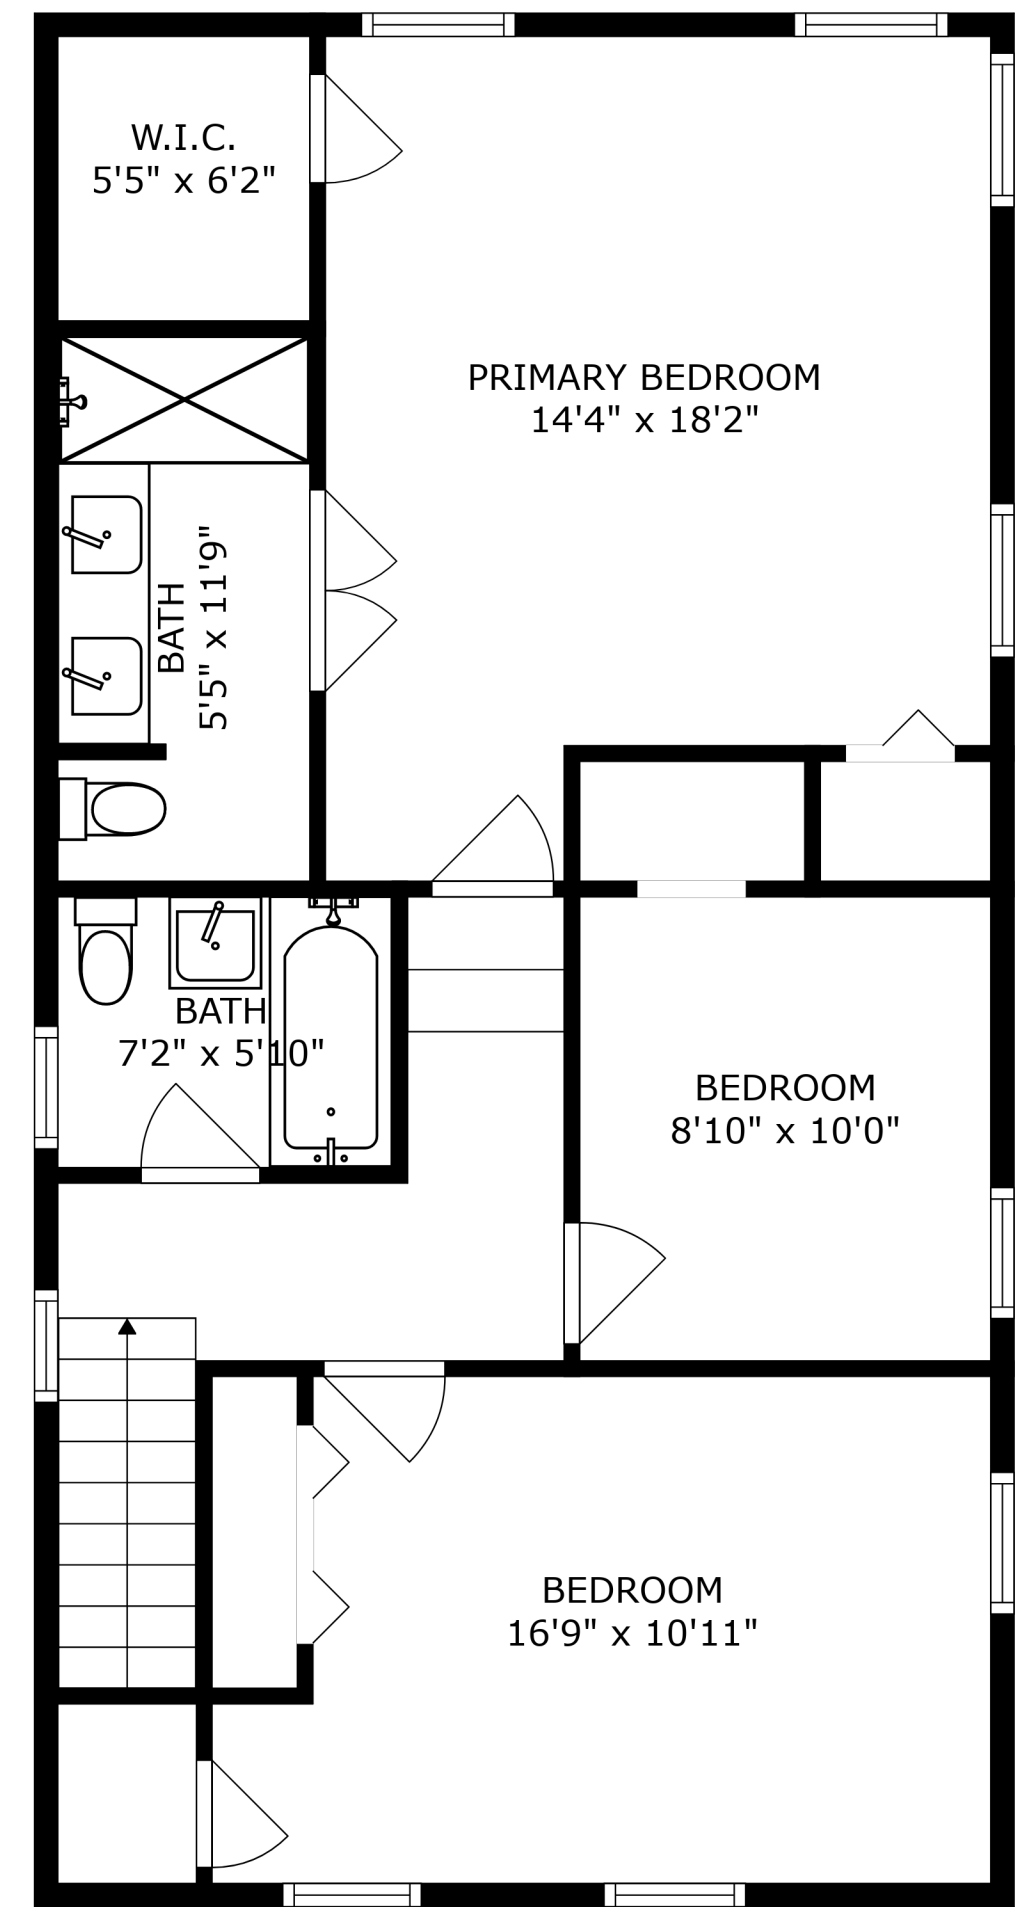 W.I.C.
5'5" x 6'2"
PRIMARY BEDROOM
14'4" x 18'2"
BATH
5'5" x 11'9"
BATH
7'2" x 5'10"
BEDROOM
8'10" x 10'0"
BEDROOM
16'9" x 10'11"